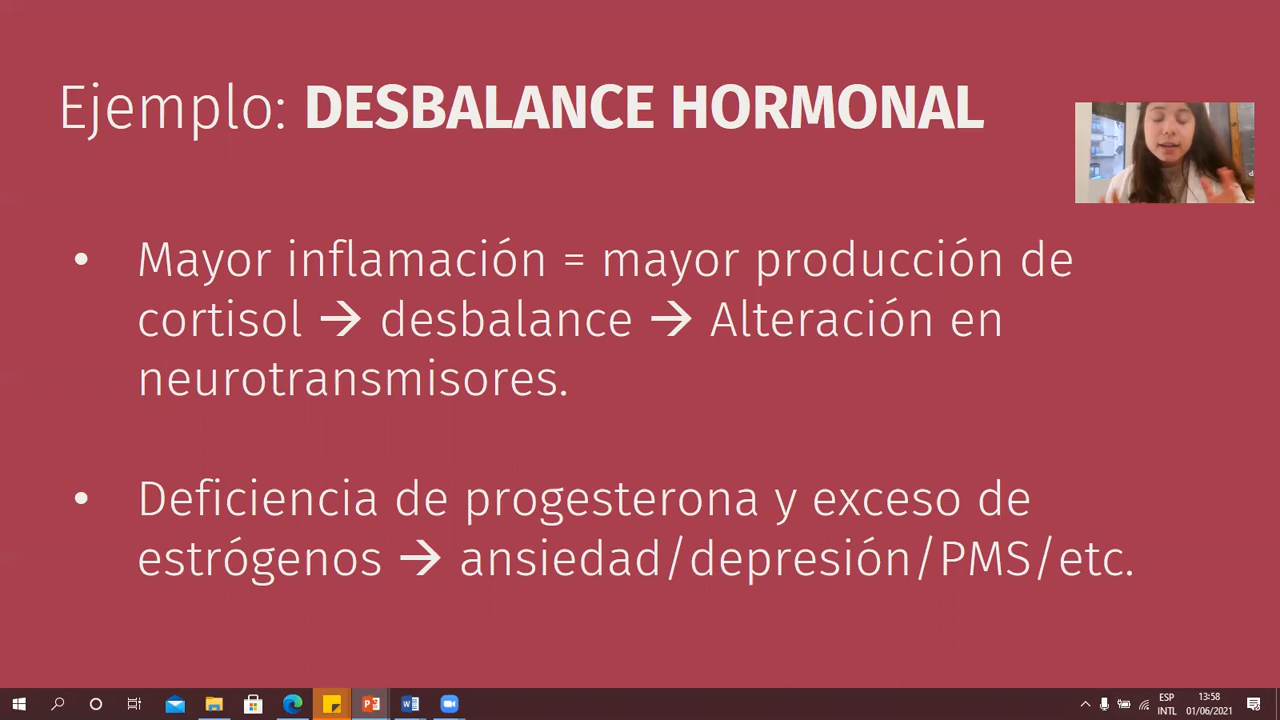 Ejemplo: DESBALANCE HORMONAL
• Mayor inflamación = mayor producción de
cortisol → desbalance → Alteración en
neurotransmisores.
• Deficiencia de progesterona y exceso de
estrógenos → ansiedad/depresión/PMS/etc.
ESP
INTL
13:58
01/06/2021